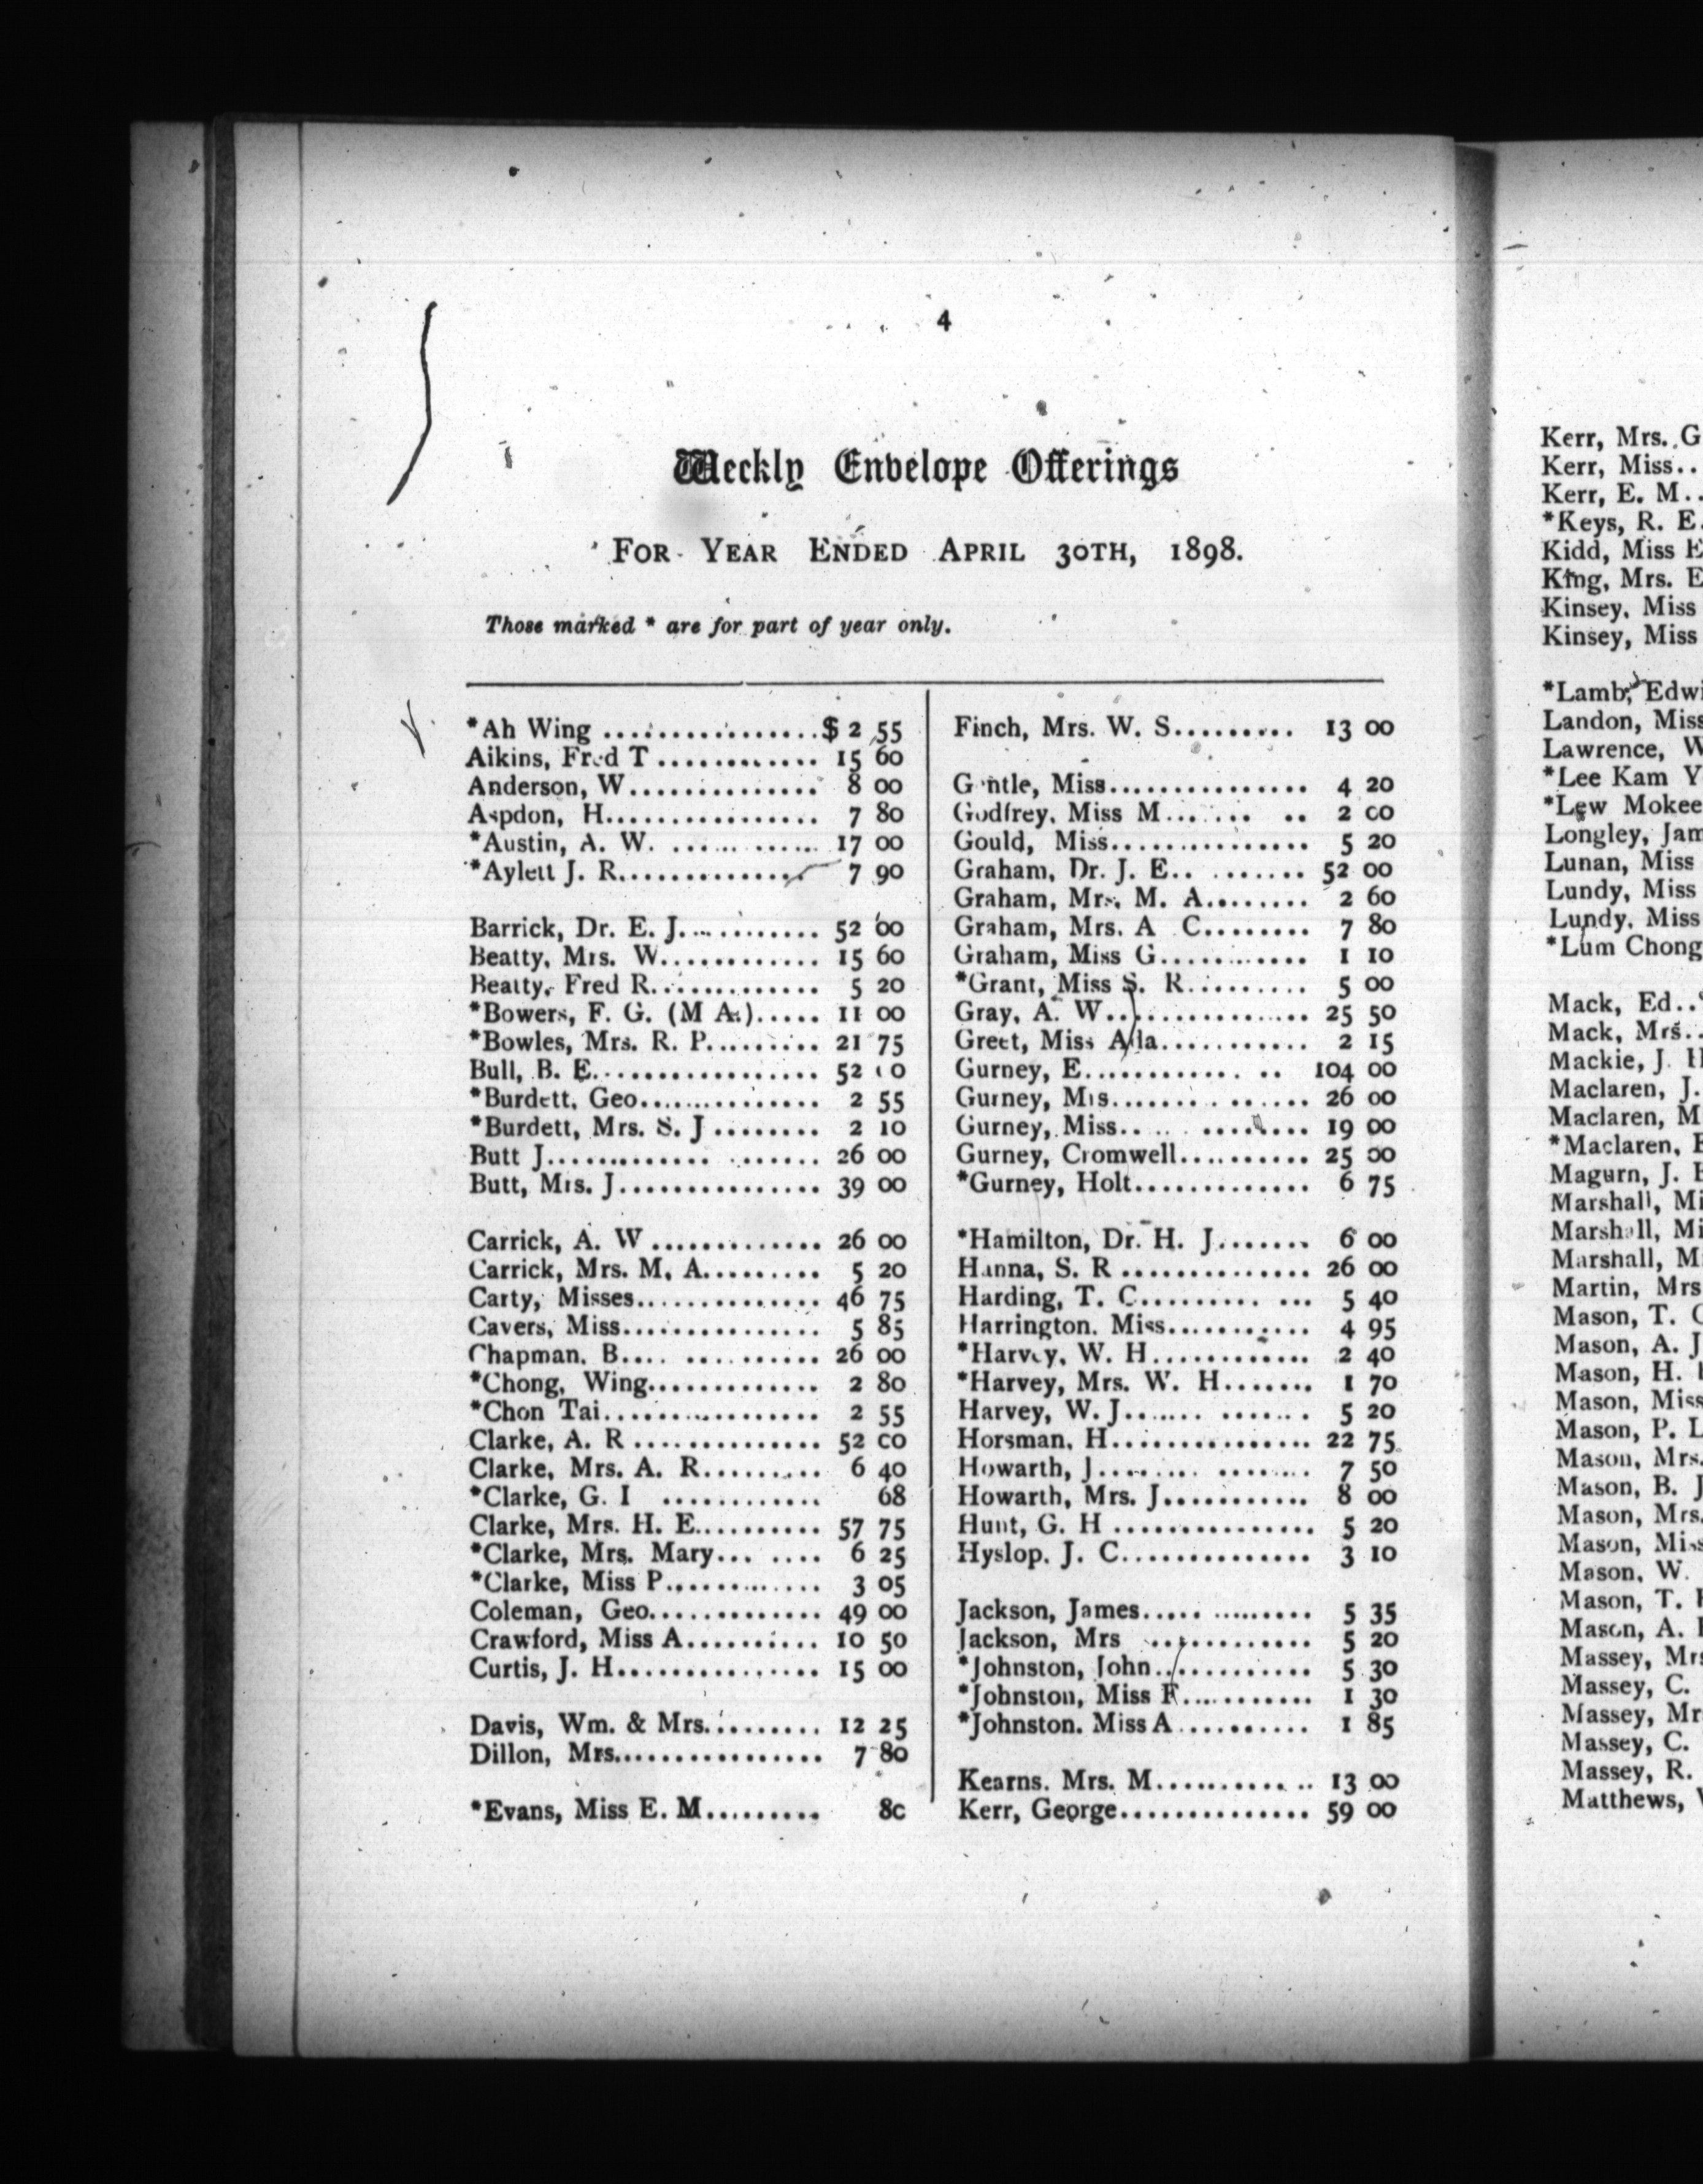 4
Weekly Envelope Offerings
FOR YEAR ENDED APRIL 30TH, 1898.
Those marked * are for part of year only.
*Ah Wing ................$ 2 55
Aikins, Fred T ............ 15 60
Anderson, W.............. 8 00
Aspdon, H................ 7 80
*Austin, A. W. ............ 17 00
*Aylett J. R.............. 7 90
Barrick, Dr. E. J........... 52 00
Beatty, Mrs. W............ 15 60
Beatty, Fred R............. 5 20
*Bowers, F. G. (M A.)..... 11 00
*Bowles, Mrs. R. P......... 21 75
Bull, B. E................. 52 00
*Burdett, Geo.............. 2 55
*Burdett, Mrs. S. J ........ 2 10
Butt J.................... 26 00
Butt, Mrs. J............... 39 00
Carrick, A. W ............. 26 00
Carrick, Mrs. M. A......... 5 20
Carty, Misses.............. 46 75
Cavers, Miss............... 5 85
Chapman, B.... .......... 26 00
*Chong, Wing............. 2 80
*Chon Tai................ 2 55
Clarke, A. R .............. 52 00
Clarke, Mrs. A. R......... 6 40
*Clarke, G. I ............ 68
Clarke, Mrs. H. E.......... 57 75
*Clarke, Mrs. Mary... .... 6 25
*Clarke, Miss P............ 3 05
Coleman, Geo............. 49 00
Crawford, Miss A.......... 10 50
Curtis, J. H............... 15 00
Davis, Wm. & Mrs......... 12 25
Dillon, Mrs................ 7 80
*Evans, Miss E. M......... 80
Finch, Mrs. W. S......... 13 00
Gentle, Miss............... 4 20
Godfrey, Miss M....... .. 2 00
Gould, Miss............... 5 20
Graham, Dr. J. E.. ....... 52 00
Graham, Mrs. M. A........ 2 60
Graham, Mrs. A C........ 7 80
Graham, Miss G........... 1 10
*Grant, Miss S. R......... 5 00
Gray, A. W............... 25 50
Greet, Miss Alla........... 2 15
Gurney, E............ .. 104 00
Gurney, Mrs........ ...... 26 00
Gurney, Miss.. .. ........ 19 00
Gurney, Cromwell.......... 25 00
*Gurney, Holt............. 6 75
*Hamilton, Dr. H. J....... 6 00
Hanna, S. R .............. 26 00
Harding, T. C......... ... 5 40
Harrington, Miss........... 4 95
*Harvey, W. H............ 2 40
*Harvey, Mrs. W. H....... 1 70
Harvey, W. J...... ....... 5 20
Horsman, H............... 22 75
Howarth, J........ ....... 7 50
Howarth, Mrs. J........... 8 00
Hunt, G. H ............... 5 20
Hyslop, J. C.............. 3 10
Jackson, James..... ......... 5 35
Jackson, Mrs ............ 5 20
*Johnston, John............ 5 30
*Johnston, Miss F........... 1 30
*Johnston, Miss A .......... 1 85
Kearns, Mrs. M........... .. 13 00
Kerr, George.............. 59 00
Kerr, Mrs. G
Kerr, Miss..
Kerr, E. M..
*Keys, R. E.
Kidd, Miss
King, Mrs. E
Kinsey, Miss
Kinsey, Miss
*Lamb, Edwi
Landon, Miss
Lawrence, W
*Lee Kam Y
*Lew Mokee
Longley, Jam
Lunan, Miss
Lundy, Miss
Lundy, Miss
*Lum Chong
Mack, Ed..
Mack, Mrs..
Mackie, J. H
Maclaren, J.
Maclaren, M
*Maclaren, E
Magurn, J. E
Marshall, Mi
Marshall, Mi
Marshall, M
Martin, Mrs
Mason, T. C
Mason, A. J
Mason, H.
Mason, Miss
Mason, P. L
Mason, Mrs.
Mason, B. J
Mason, Mrs.
Mason, Miss
Mason, W.
Mason, T.
Mason, A.
Massey, Mrs
Massey, C.
Massey, Mr
Massey, C.
Massey, R.
Matthews,